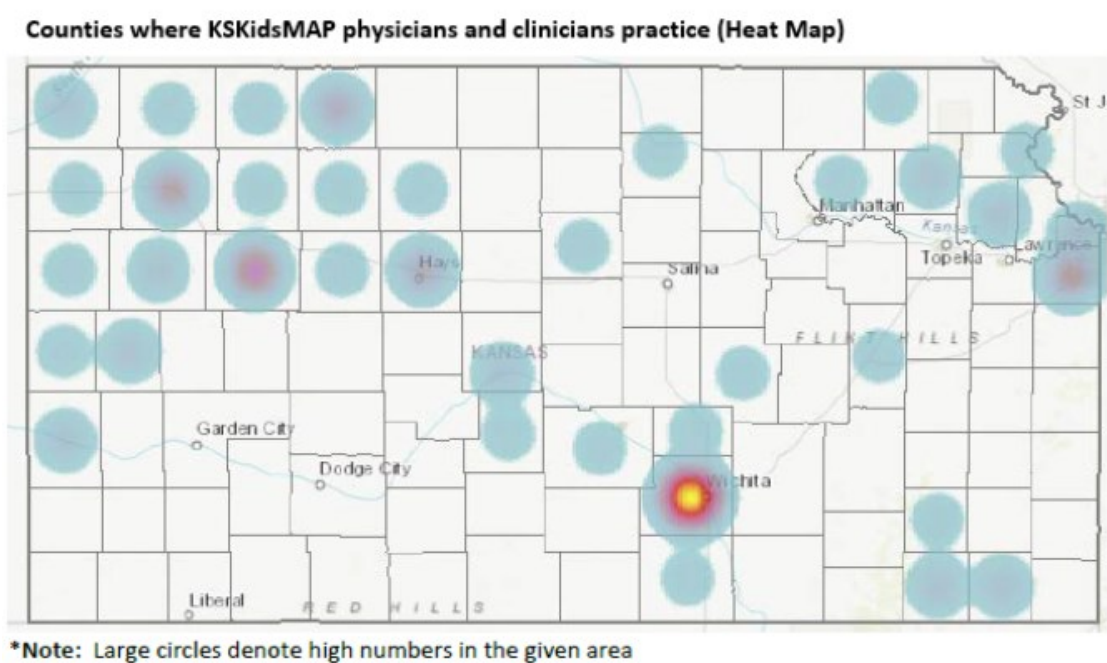 Counties where KSKidsMAP physicians and clinicians practice (Heat Map)
St J
Manhattan
Kansas
Hays
Salina
Topeka
Lawrence
FLINT HILLS
KANSAS
Garden City
Dodge City
Wichita
Liberal
RED HILLS
*Note: Large circles denote high numbers in the given area